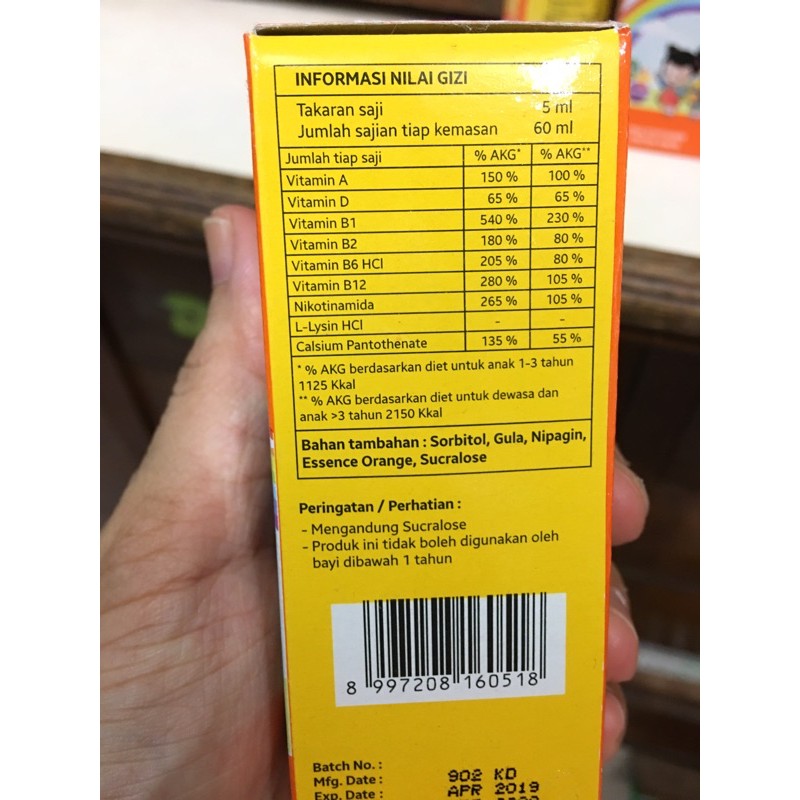 INFORMASI NILAI GIZI
Takaran saji 5 ml
Jumlah sajian tiap kemasan 60 ml
Jumlah tiap saji % AKG* % AKG**
Vitamin A 150 % 100 %
Vitamin D 65 % 65 %
Vitamin B1 540 % 230 %
Vitamin B2 180 % 80 %
Vitamin B6 HCl 205 % 80 %
Vitamin B12 280 % 105 %
Nikotinamida 265 % 105 %
L-Lysin HCl - -
Calsium Pantothenate 135 % 55 %
* % AKG berdasarkan diet untuk anak 1-3 tahun
1125 Kkal
** % AKG berdasarkan diet untuk dewasa dan
anak >3 tahun 2150 Kkal
Bahan tambahan : Sorbitol, Gula, Nipagin,
Essence Orange, Sucralose
Peringatan / Perhatian :
- Mengandung Sucralose
- Produk ini tidak boleh digunakan oleh
bayi dibawah 1 tahun
8 997208 160518
Batch No. : 902 KD
Mfg. Date : APR 2019
Exp. Date :